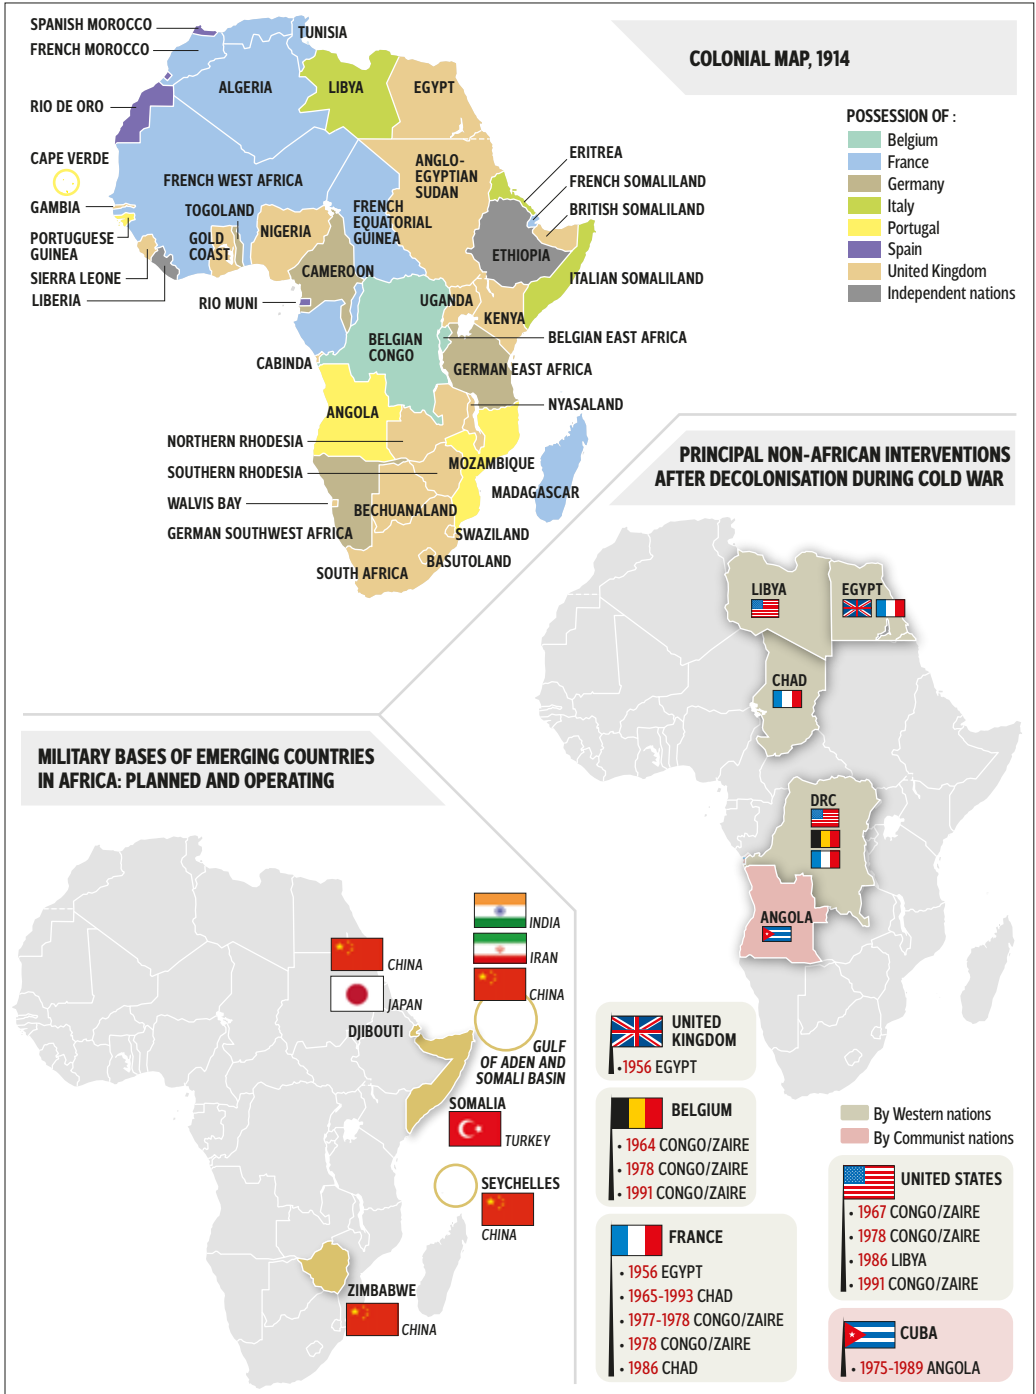 COLONIAL MAP, 1914
SPANISH MOROCCO
FRENCH MOROCCO
TUNISIA
ALGERIA
LIBYA
EGYPT
RIO DE ORO
CAPE VERDE
FRENCH WEST AFRICA
ANGLO-
EGYPTIAN
SUDAN
ERITREA
FRENCH SOMALILAND
BRITISH SOMALILAND
GAMBIA
TOGOLAND
FRENCH
EQUATORIAL
GUINEA
PORTUGUESE
GUINEA
GOLD
COAST
NIGERIA
ETHIOPIA
SIERRA LEONE
CAMEROON
ITALIAN SOMALILAND
LIBERIA
RIO MUNI
UGANDA
KENYA
BELGIAN
CONGO
BELGIAN EAST AFRICA
CABINDA
GERMAN EAST AFRICA
ANGOLA
NYASALAND
NORTHERN RHODESIA
MOZAMBIQUE
SOUTHERN RHODESIA
MADAGASCAR
WALVIS BAY
BECHUANALAND
GERMAN SOUTHWEST AFRICA
SWAZILAND
BASUTOLAND
SOUTH AFRICA
POSSESSION OF :
Belgium
France
Germany
Italy
Portugal
Spain
United Kingdom
Independent nations
PRINCIPAL NON-AFRICAN INTERVENTIONS
AFTER DECOLONISATION DURING COLD WAR
LIBYA
EGYPT
CHAD
DRC
ANGOLA
By Western nations
By Communist nations
UNITED
KINGDOM
• 1956 EGYPT
BELGIUM
• 1964 CONGO/ZAIRE
• 1978 CONGO/ZAIRE
• 1991 CONGO/ZAIRE
FRANCE
• 1956 EGYPT
• 1965-1993 CHAD
• 1977-1978 CONGO/ZAIRE
• 1978 CONGO/ZAIRE
• 1986 CHAD
UNITED STATES
• 1967 CONGO/ZAIRE
• 1978 CONGO/ZAIRE
• 1986 LIBYA
• 1991 CONGO/ZAIRE
CUBA
• 1975-1989 ANGOLA
MILITARY BASES OF EMERGING COUNTRIES
IN AFRICA: PLANNED AND OPERATING
INDIA
IRAN
CHINA
CHINA
JAPAN
DJIBOUTI
GULF
OF ADEN AND
SOMALI BASIN
SOMALIA
TURKEY
SEYCHELLES
CHINA
ZIMBABWE
CHINA